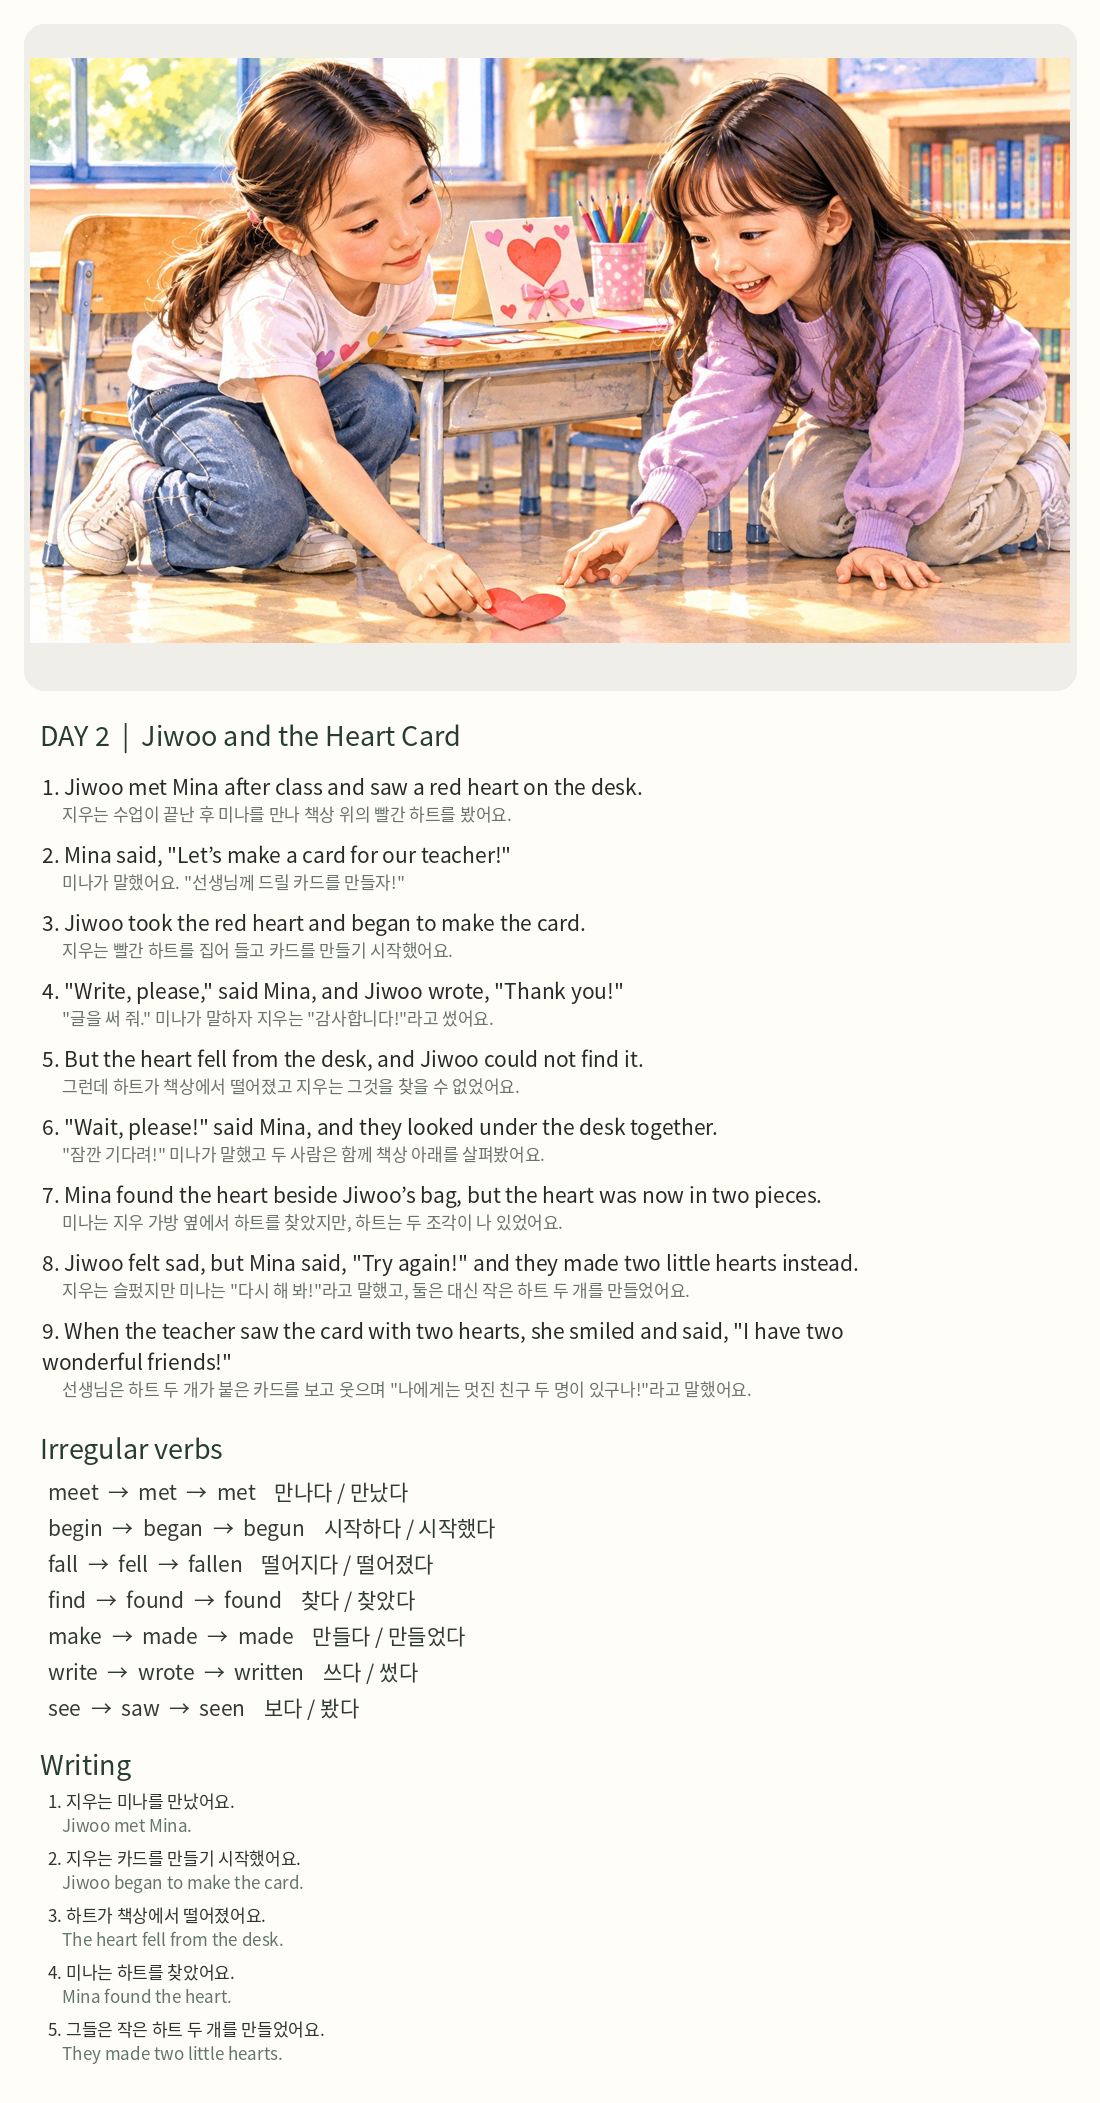 DAY 2 | Jiwoo and the Heart Card
1. Jiwoo met Mina after class and saw a red heart on the desk.
지우는 수업이 끝난 후 미나를 만나 책상 위의 빨간 하트를 봤어요.
2. Mina said, "Let’s make a card for our teacher!"
미나가 말했어요. "선생님께 드릴 카드를 만들자!"
3. Jiwoo took the red heart and began to make the card.
지우는 빨간 하트를 집어 들고 카드를 만들기 시작했어요.
4. "Write, please," said Mina, and Jiwoo wrote, "Thank you!"
"글을 써 줘." 미나가 말하자 지우는 "감사합니다!"라고 썼어요.
5. But the heart fell from the desk, and Jiwoo could not find it.
그런데 하트가 책상에서 떨어졌고 지우는 그것을 찾을 수 없었어요.
6. "Wait, please!" said Mina, and they looked under the desk together.
"잠깐 기다려!" 미나가 말했고 두 사람은 함께 책상 아래를 살펴봤어요.
7. Mina found the heart beside Jiwoo’s bag, but the heart was now in two pieces.
미나는 지우 가방 옆에서 하트를 찾았지만, 하트는 두 조각이 나 있었어요.
8. Jiwoo felt sad, but Mina said, "Try again!" and they made two little hearts instead.
지우는 슬펐지만 미나는 "다시 해 봐!"라고 말했고, 둘은 대신 작은 하트 두 개를 만들었어요.
9. When the teacher saw the card with two hearts, she smiled and said, "I have two
wonderful friends!"
선생님은 하트 두 개가 붙은 카드를 보고 웃으며 "나에게는 멋진 친구 두 명이 있구나!"라고 말했어요.
Irregular verbs
meet → met → met 만나다 / 만났다
begin → began → begun 시작하다 / 시작했다
fall → fell → fallen 떨어지다 / 떨어졌다
find → found → found 찾다 / 찾았다
make → made → made 만들다 / 만들었다
write → wrote → written 쓰다 / 썼다
see → saw → seen 보다 / 봤다
Writing
1. 지우는 미나를 만났어요.
Jiwoo met Mina.
2. 지우는 카드를 만들기 시작했어요.
Jiwoo began to make the card.
3. 하트가 책상에서 떨어졌어요.
The heart fell from the desk.
4. 미나는 하트를 찾았어요.
Mina found the heart.
5. 그들은 작은 하트 두 개를 만들었어요.
They made two little hearts.